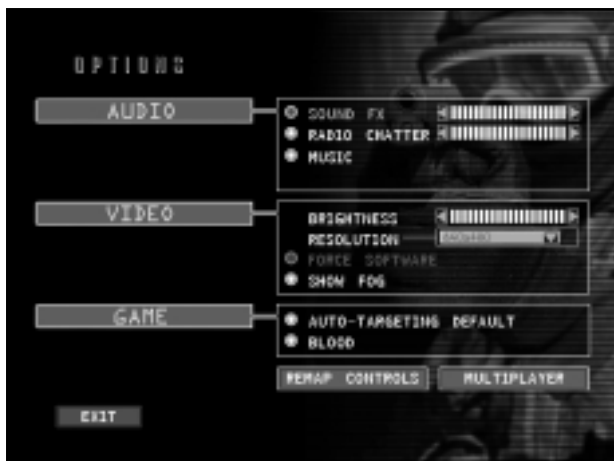 OPTIONS
AUDIO
SOUND FX
RADIO CHATTER
MUSIC
VIDEO
BRIGHTNESS
RESOLUTION 640X480
FORCE SOFTWARE
SHOW FOG
GAME
AUTO-TARGETING DEFAULT
BLOOD
REMAP CONTROLS MULTIPLAYER
EXIT